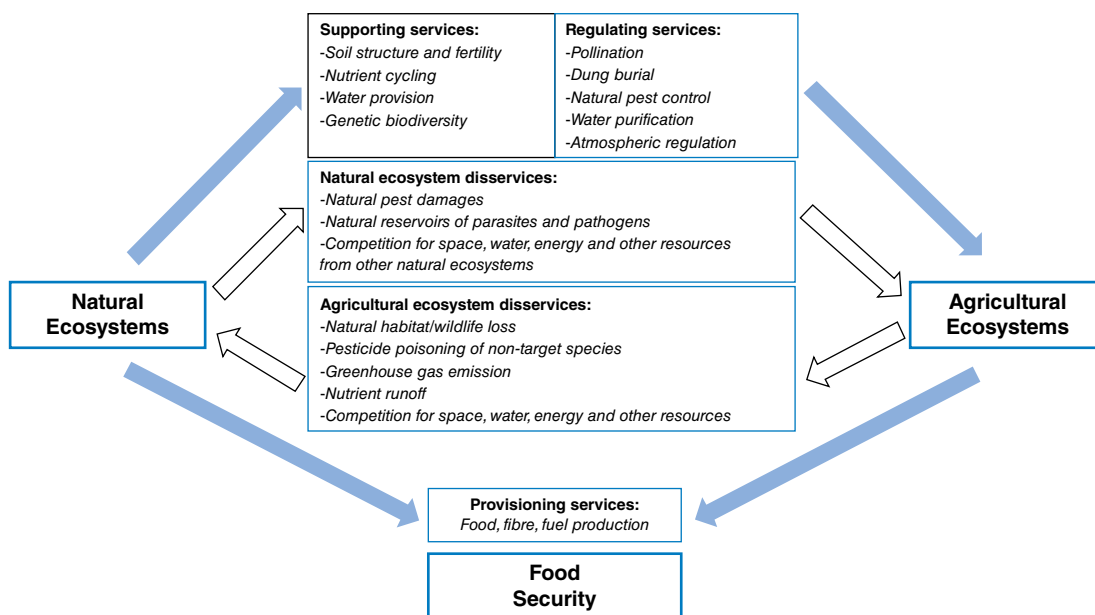 Supporting services:
-Soil structure and fertility
-Nutrient cycling
-Water provision
-Genetic biodiversity
Regulating services:
-Pollination
-Dung burial
-Natural pest control
-Water purification
-Atmospheric regulation
Natural ecosystem disservices:
-Natural pest damages
-Natural reservoirs of parasites and pathogens
-Competition for space, water, energy and other resources
from other natural ecosystems
Natural
Ecosystems
Agricultural ecosystem disservices:
-Natural habitat/wildlife loss
-Pesticide poisoning of non-target species
-Greenhouse gas emission
-Nutrient runoff
-Competition for space, water, energy and other resources
Agricultural
Ecosystems
Provisioning services:
Food, fibre, fuel production
Food
Security